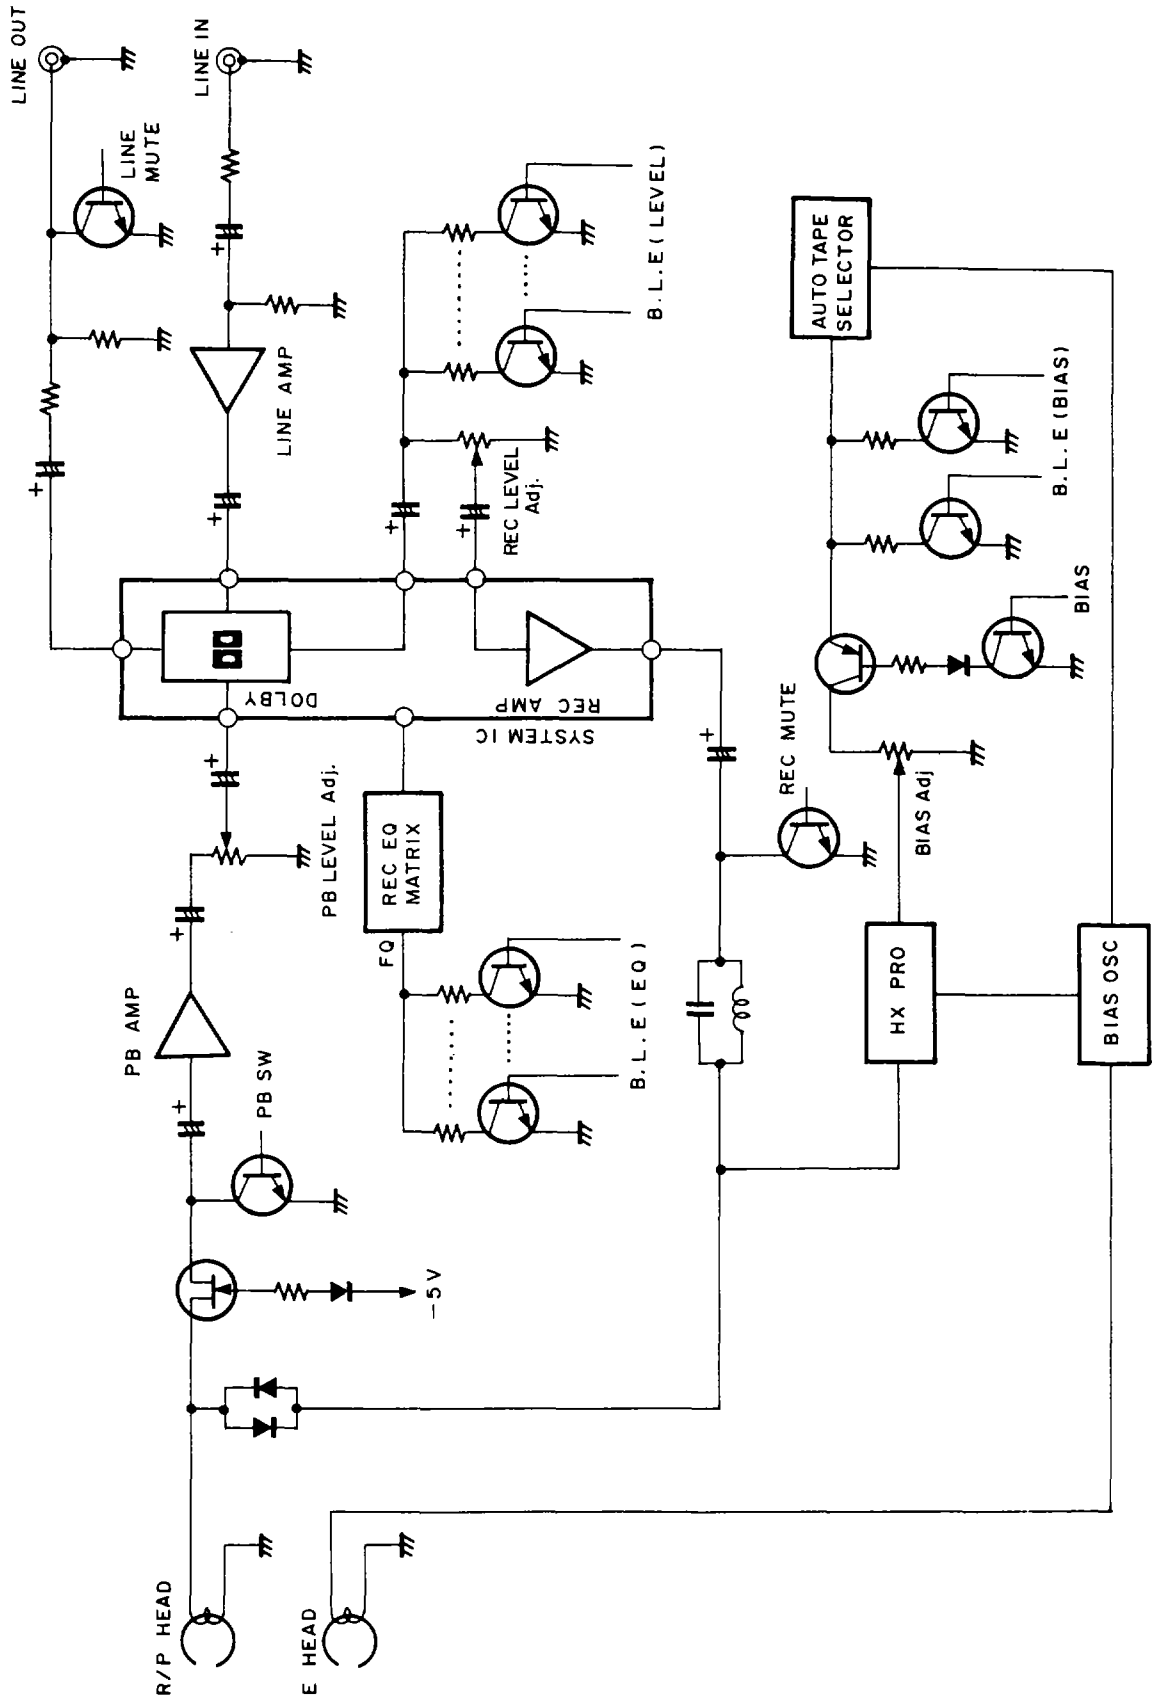 LINE OUT
LINE IN
LINE
MUTE
LINE AMP
B.L.E (LEVEL)
REC LEVEL
Adj.
DOLBY
REC AMP
SYSTEM IC
PB LEVEL Adj.
REC EQ
MATRIX
FQ
B.L.E (EQ)
PB AMP
PB SW
-5V
R/P HEAD
E HEAD
REC MUTE
AUTO TAPE
SELECTOR
B.L.E (BIAS)
BIAS
BIAS Adj
HX PRO
BIAS OSC